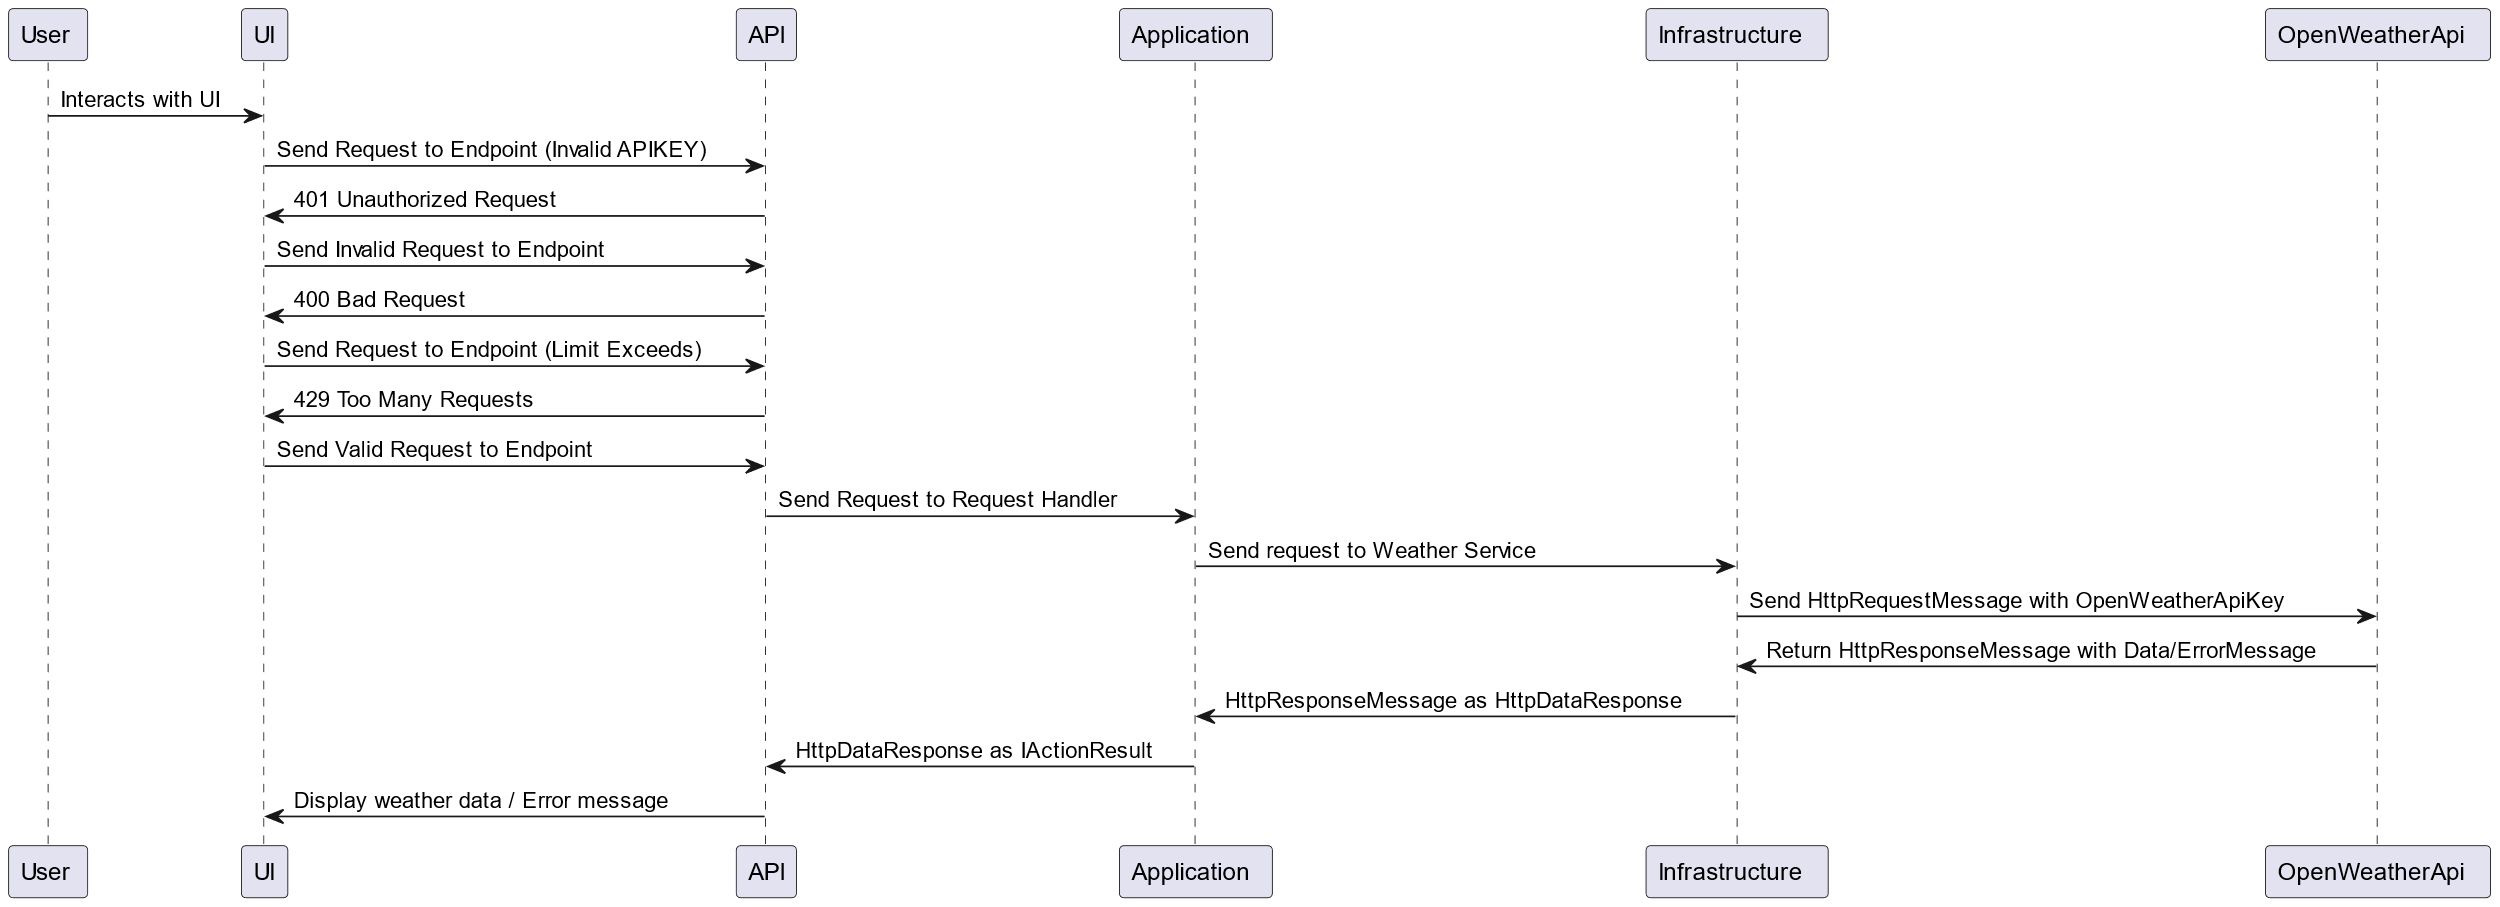 User
UI
API
Application
Infrastructure
OpenWeatherApi
Interacts with UI
Send Request to Endpoint (Invalid APIKEY)
401 Unauthorized Request
Send Invalid Request to Endpoint
400 Bad Request
Send Request to Endpoint (Limit Exceeds)
429 Too Many Requests
Send Valid Request to Endpoint
Send Request to Request Handler
Send request to Weather Service
Send HttpRequestMessage with OpenWeatherApiKey
Return HttpResponseMessage with Data/ErrorMessage
HttpResponseMessage as HttpDataResponse
HttpDataResponse as IActionResult
Display weather data / Error message
User
UI
API
Application
Infrastructure
OpenWeatherApi